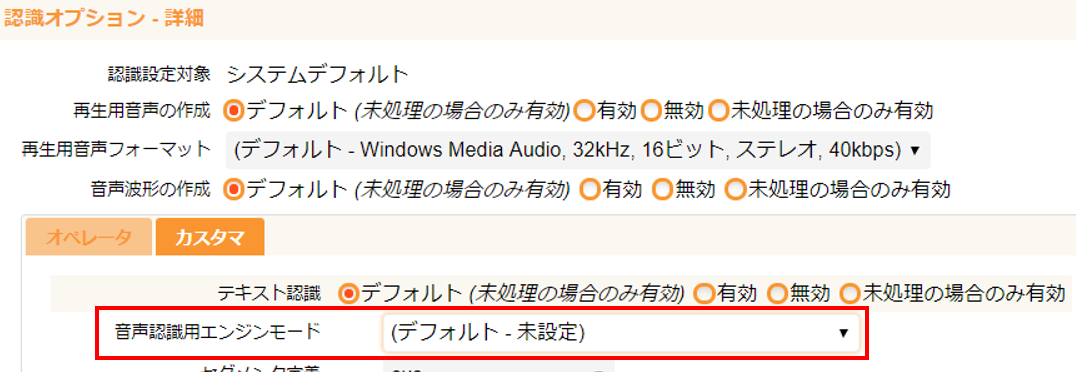 認識オプション - 詳細
認識設定対象 システムデフォルト
再生用音声の作成 デフォルト (未処理の場合のみ有効) 有効 無効 未処理の場合のみ有効
再生用音声フォーマット (デフォルト - Windows Media Audio, 32kHz, 16ビット, ステレオ, 40kbps)
音声波形の作成 デフォルト (未処理の場合のみ有効) 有効 無効 未処理の場合のみ有効
オペレータ カスタマ
テキスト認識 デフォルト (未処理の場合のみ有効) 有効 無効 未処理の場合のみ有効
音声認識用エンジンモード (デフォルト - 未設定)